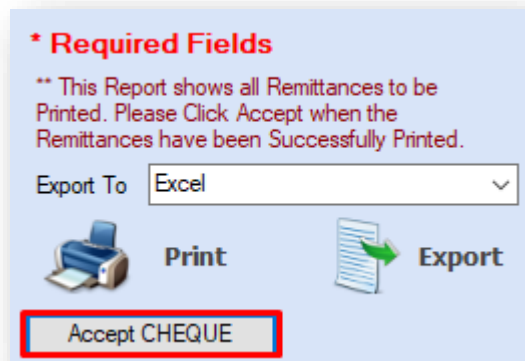 * Required Fields
** This Report shows all Remittances to be
Printed. Please Click Accept when the
Remittances have been Successfully Printed.
Export To Excel
Print Export
Accept CHEQUE